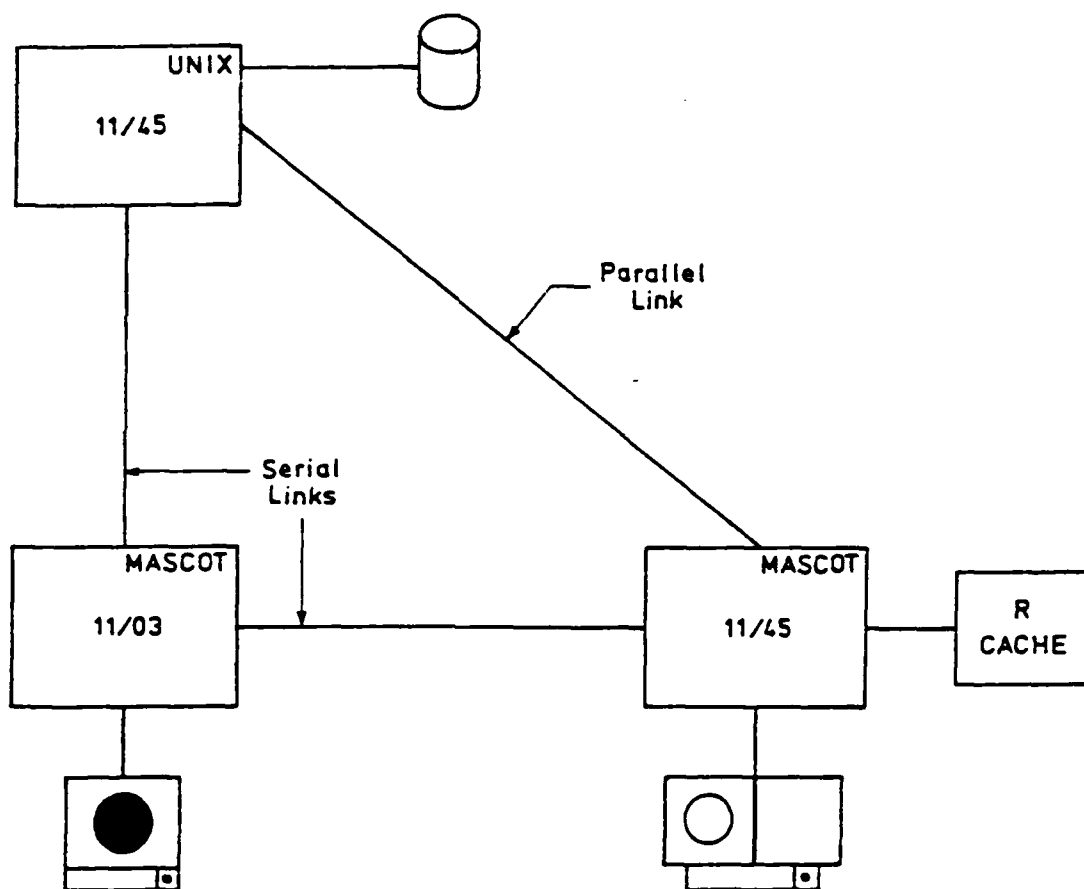 UNIX
11/45
Parallel
Link
Serial
Links
MASCOT
11/03
MASCOT
11/45
R
CACHE